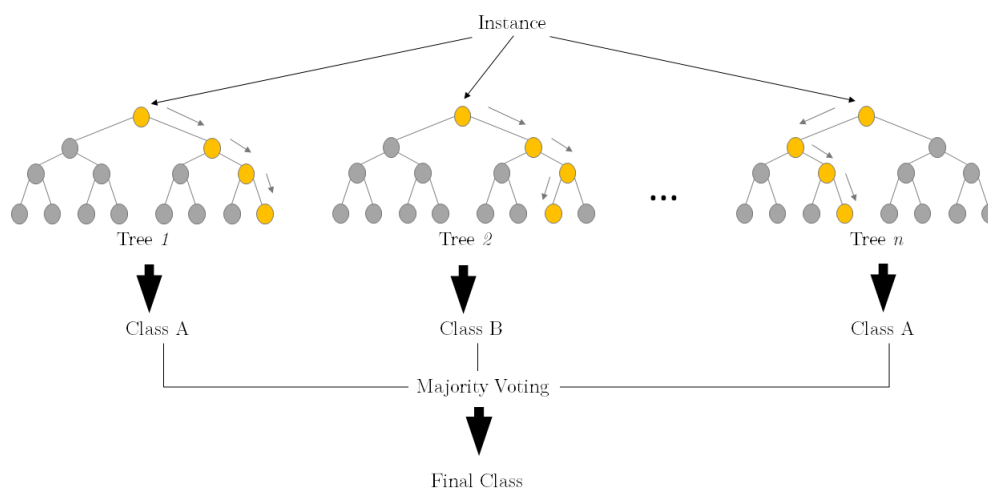 Instance
...
Tree 1
Tree 2
Tree n
Class A
Class B
Class A
Majority Voting
Final Class